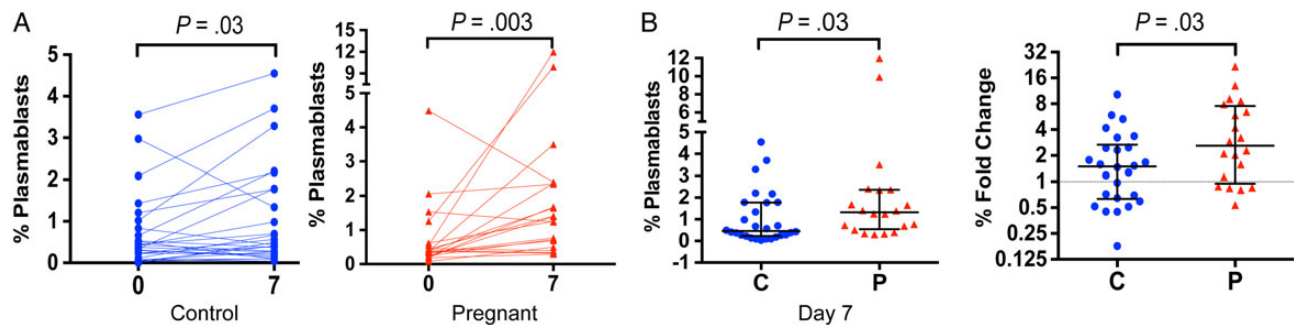 A
P = .03
% Plasmablasts
5
4
3
2
1
0
0 7
Control
P = .003
% Plasmablasts
15
12
9
5
4
3
2
1
0
0 7
Pregnant
B
P = .03
% Plasmablasts
12
10
8
6
5
4
3
2
1
0
-1
C P
Day 7
P = .03
% Fold Change
32
16
8
4
2
1
0.5
0.25
0.125
C P